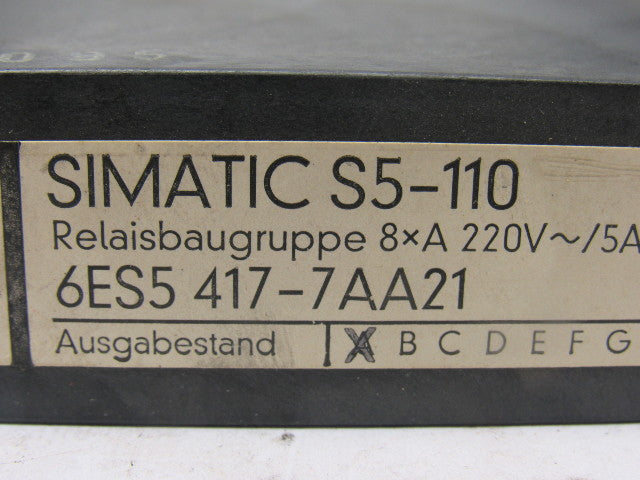 SIMATIC S5-110
Relaisbaugruppe 8×A 220V~/5A
6ES5 417-7AA21
Ausgabestand A B C D E F G